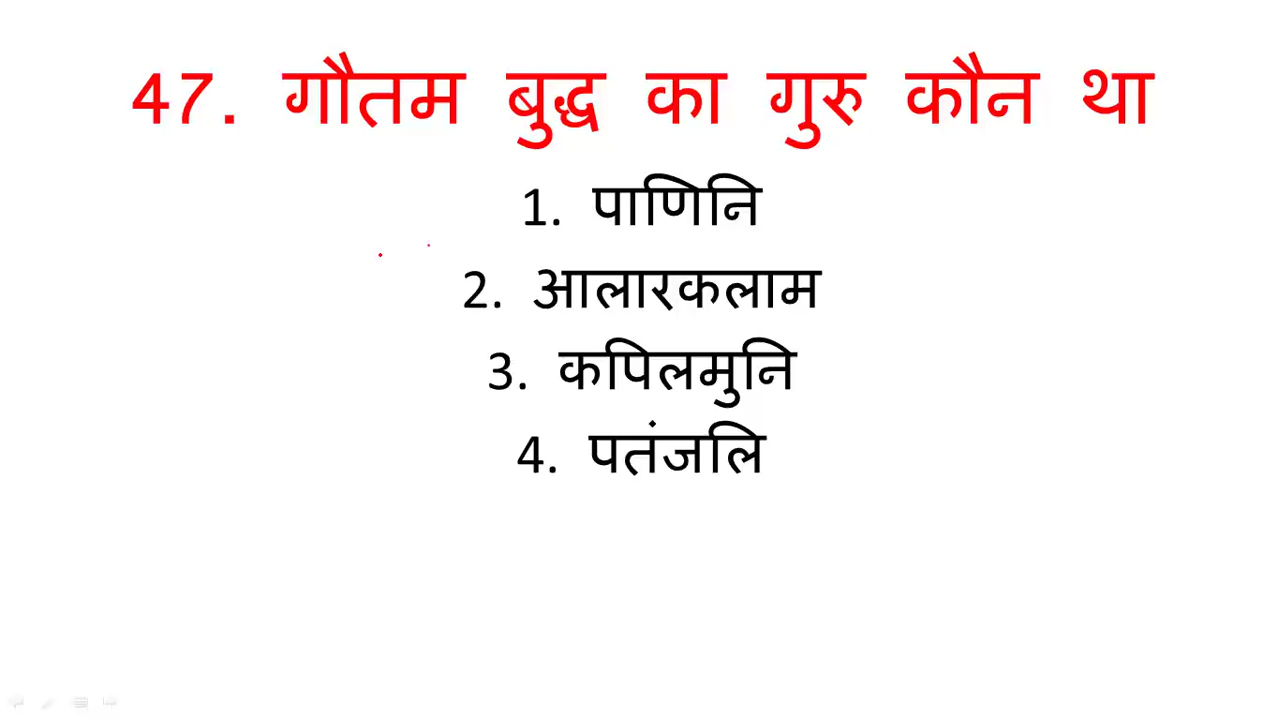 47. गौतम बुद्ध का गुरु कौन था
1. पाणिनि
2. आलारकलाम
3. कपिलमुनि
4. पतंजलि